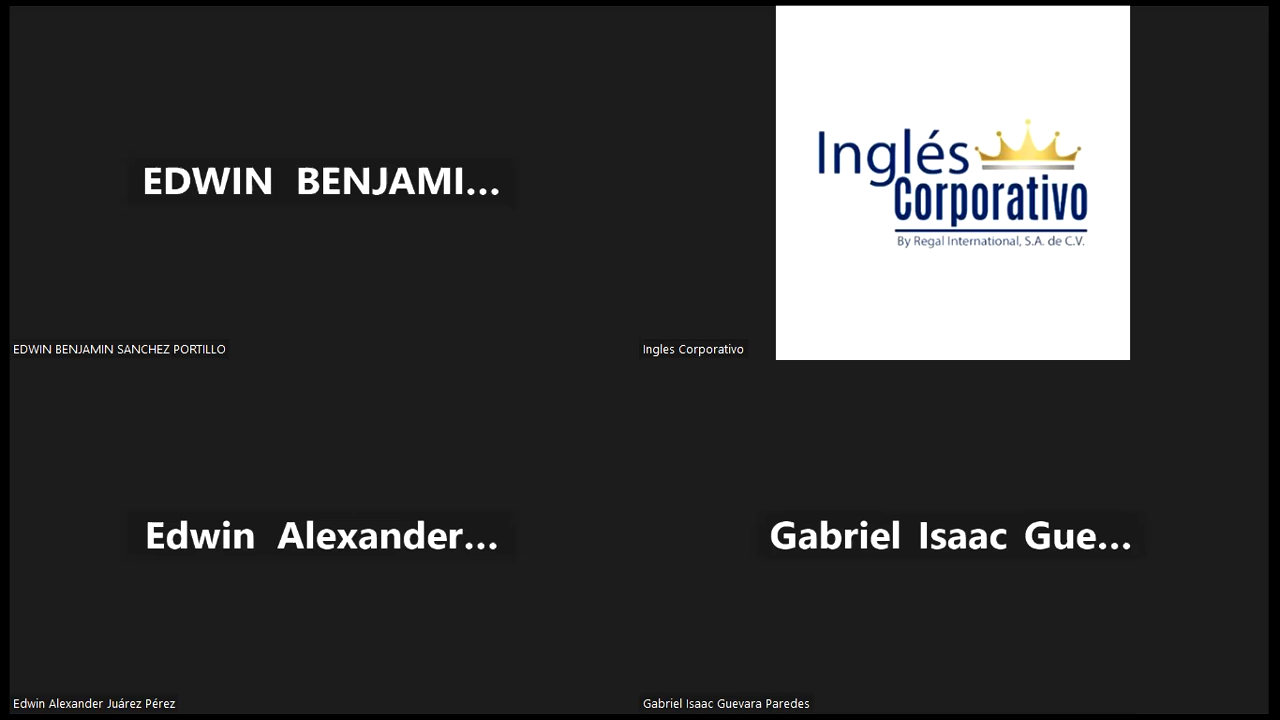 EDWIN BENJAMI...
EDWIN BENJAMIN SANCHEZ PORTILLO
Inglés
Corporativo
By Regal International, S.A. de C.V.
Ingles Corporativo
Edwin Alexander...
Edwin Alexander Juárez Pérez
Gabriel Isaac Gue...
Gabriel Isaac Guevara Paredes